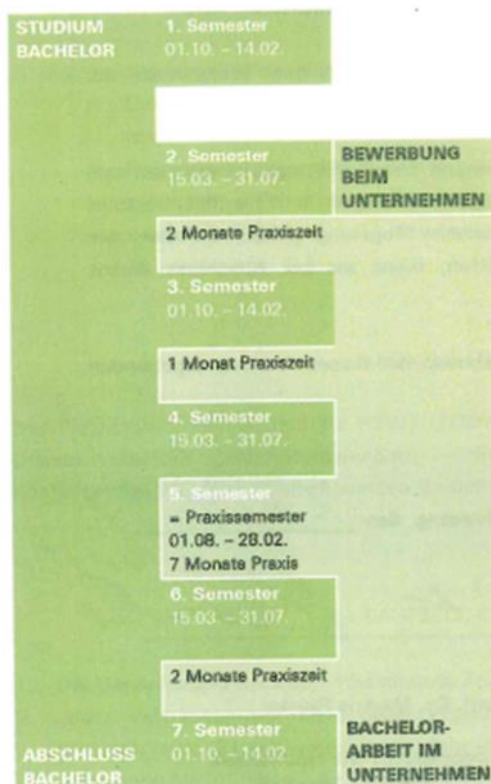 STUDIUM
BACHELOR
1. Semester
01.10. – 14.02.
2. Semester
15.03. – 31.07.
BEWERBUNG
BEIM
UNTERNEHMEN
2 Monate Praxiszeit
3. Semester
01.10. – 14.02.
1 Monat Praxiszeit
4. Semester
15.03. – 31.07.
5. Semester
= Praxissemester
01.08. – 28.02.
7 Monate Praxis
6. Semester
15.03. – 31.07.
2 Monate Praxiszeit
7. Semester
01.10. – 14.02.
BACHELOR-
ARBEIT IM
UNTERNEHMEN
ABSCHLUSS
BACHELOR